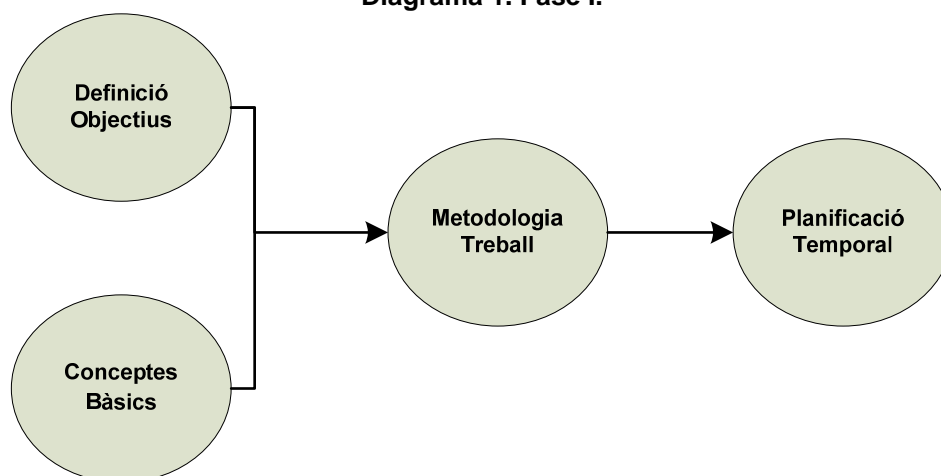 Diagrama 1. Fase I.
Definició
Objectius
Metodologia
Treball
Planificació
Temporal
Conceptes
Bàsics